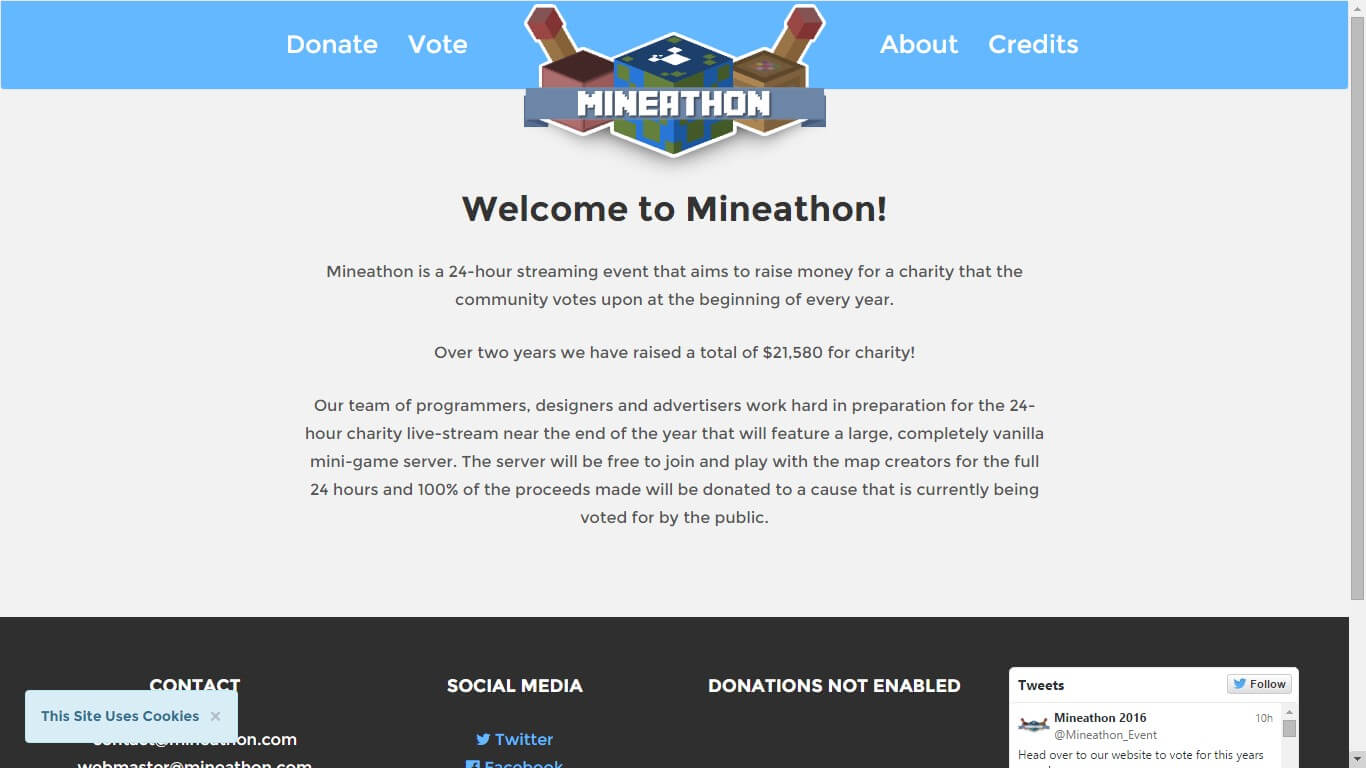 Donate Vote
MINEATHON
About Credits
Welcome to Mineathon!
Mineathon is a 24-hour streaming event that aims to raise money for a charity that the
community votes upon at the beginning of every year.
Over two years we have raised a total of $21,580 for charity!
Our team of programmers, designers and advertisers work hard in preparation for the 24-
hour charity live-stream near the end of the year that will feature a large, completely vanilla
mini-game server. The server will be free to join and play with the map creators for the full
24 hours and 100% of the proceeds made will be donated to a cause that is currently being
voted for by the public.
CONTACT
This Site Uses Cookies ×
contact@mineathon.com
webmaster@mineathon.com
SOCIAL MEDIA
Twitter
Facebook
DONATIONS NOT ENABLED
Tweets
Follow
Mineathon 2016 10h
@Mineathon_Event
Head over to our website to vote for this years